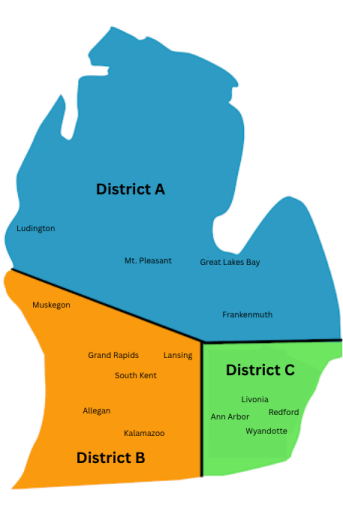 District A
Ludington
Mt. Pleasant
Great Lakes Bay
Frankenmuth
Muskegon
Grand Rapids
Lansing
South Kent
Allegan
Kalamazoo
District B
District C
Livonia
Redford
Ann Arbor
Wyandotte